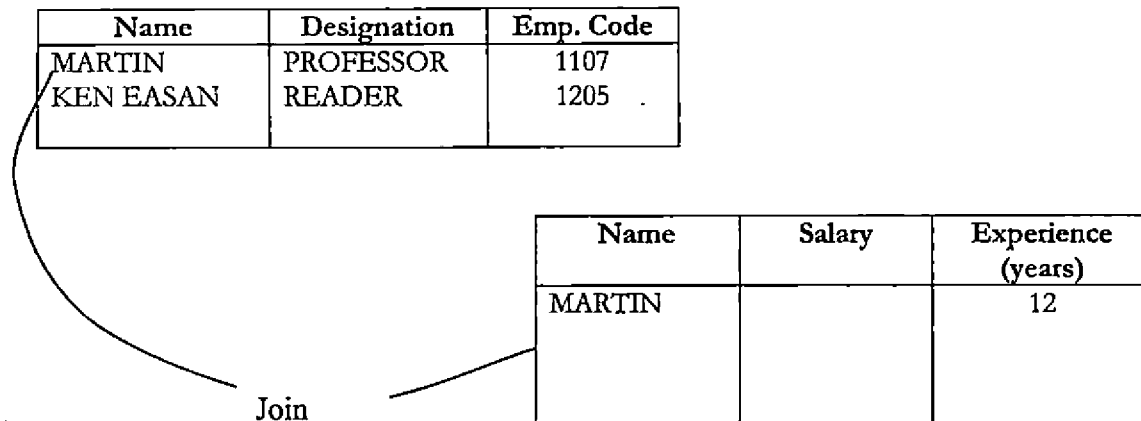 Name Designation Emp. Code
MARTIN PROFESSOR 1107
KEN EASAN READER 1205
Name Salary Experience
(years)
MARTIN 12
Join